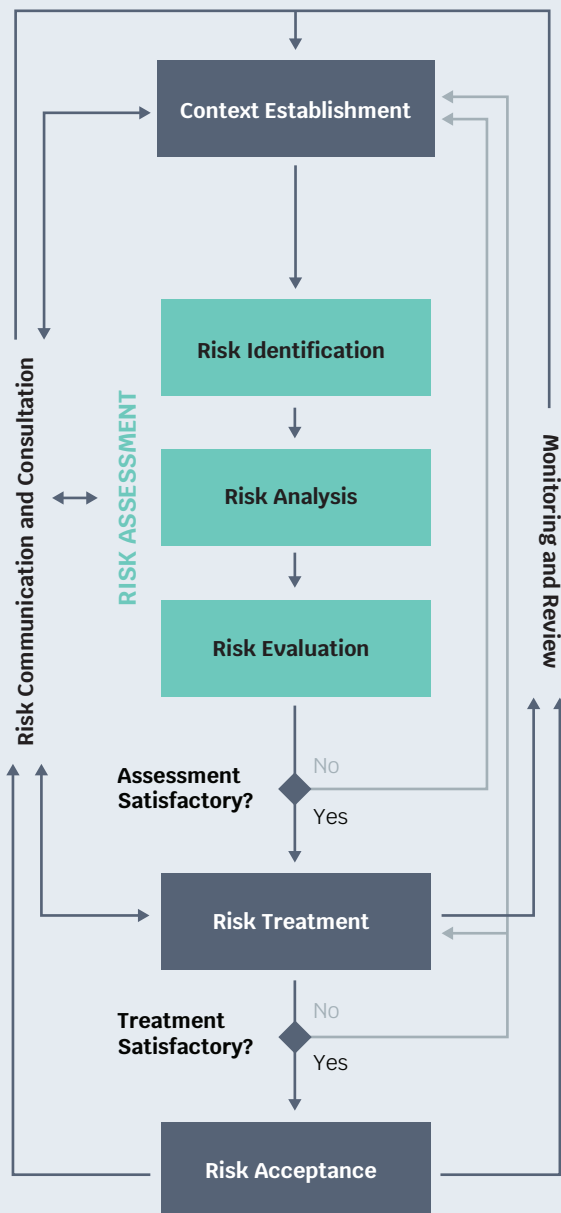 Context Establishment
Risk Identification
Risk Communication and Consultation
RISK ASSESSMENT
Risk Analysis
Monitoring and Review
Risk Evaluation
Assessment
Satisfactory?
No
Yes
Risk Treatment
Treatment
Satisfactory?
No
Yes
Risk Acceptance